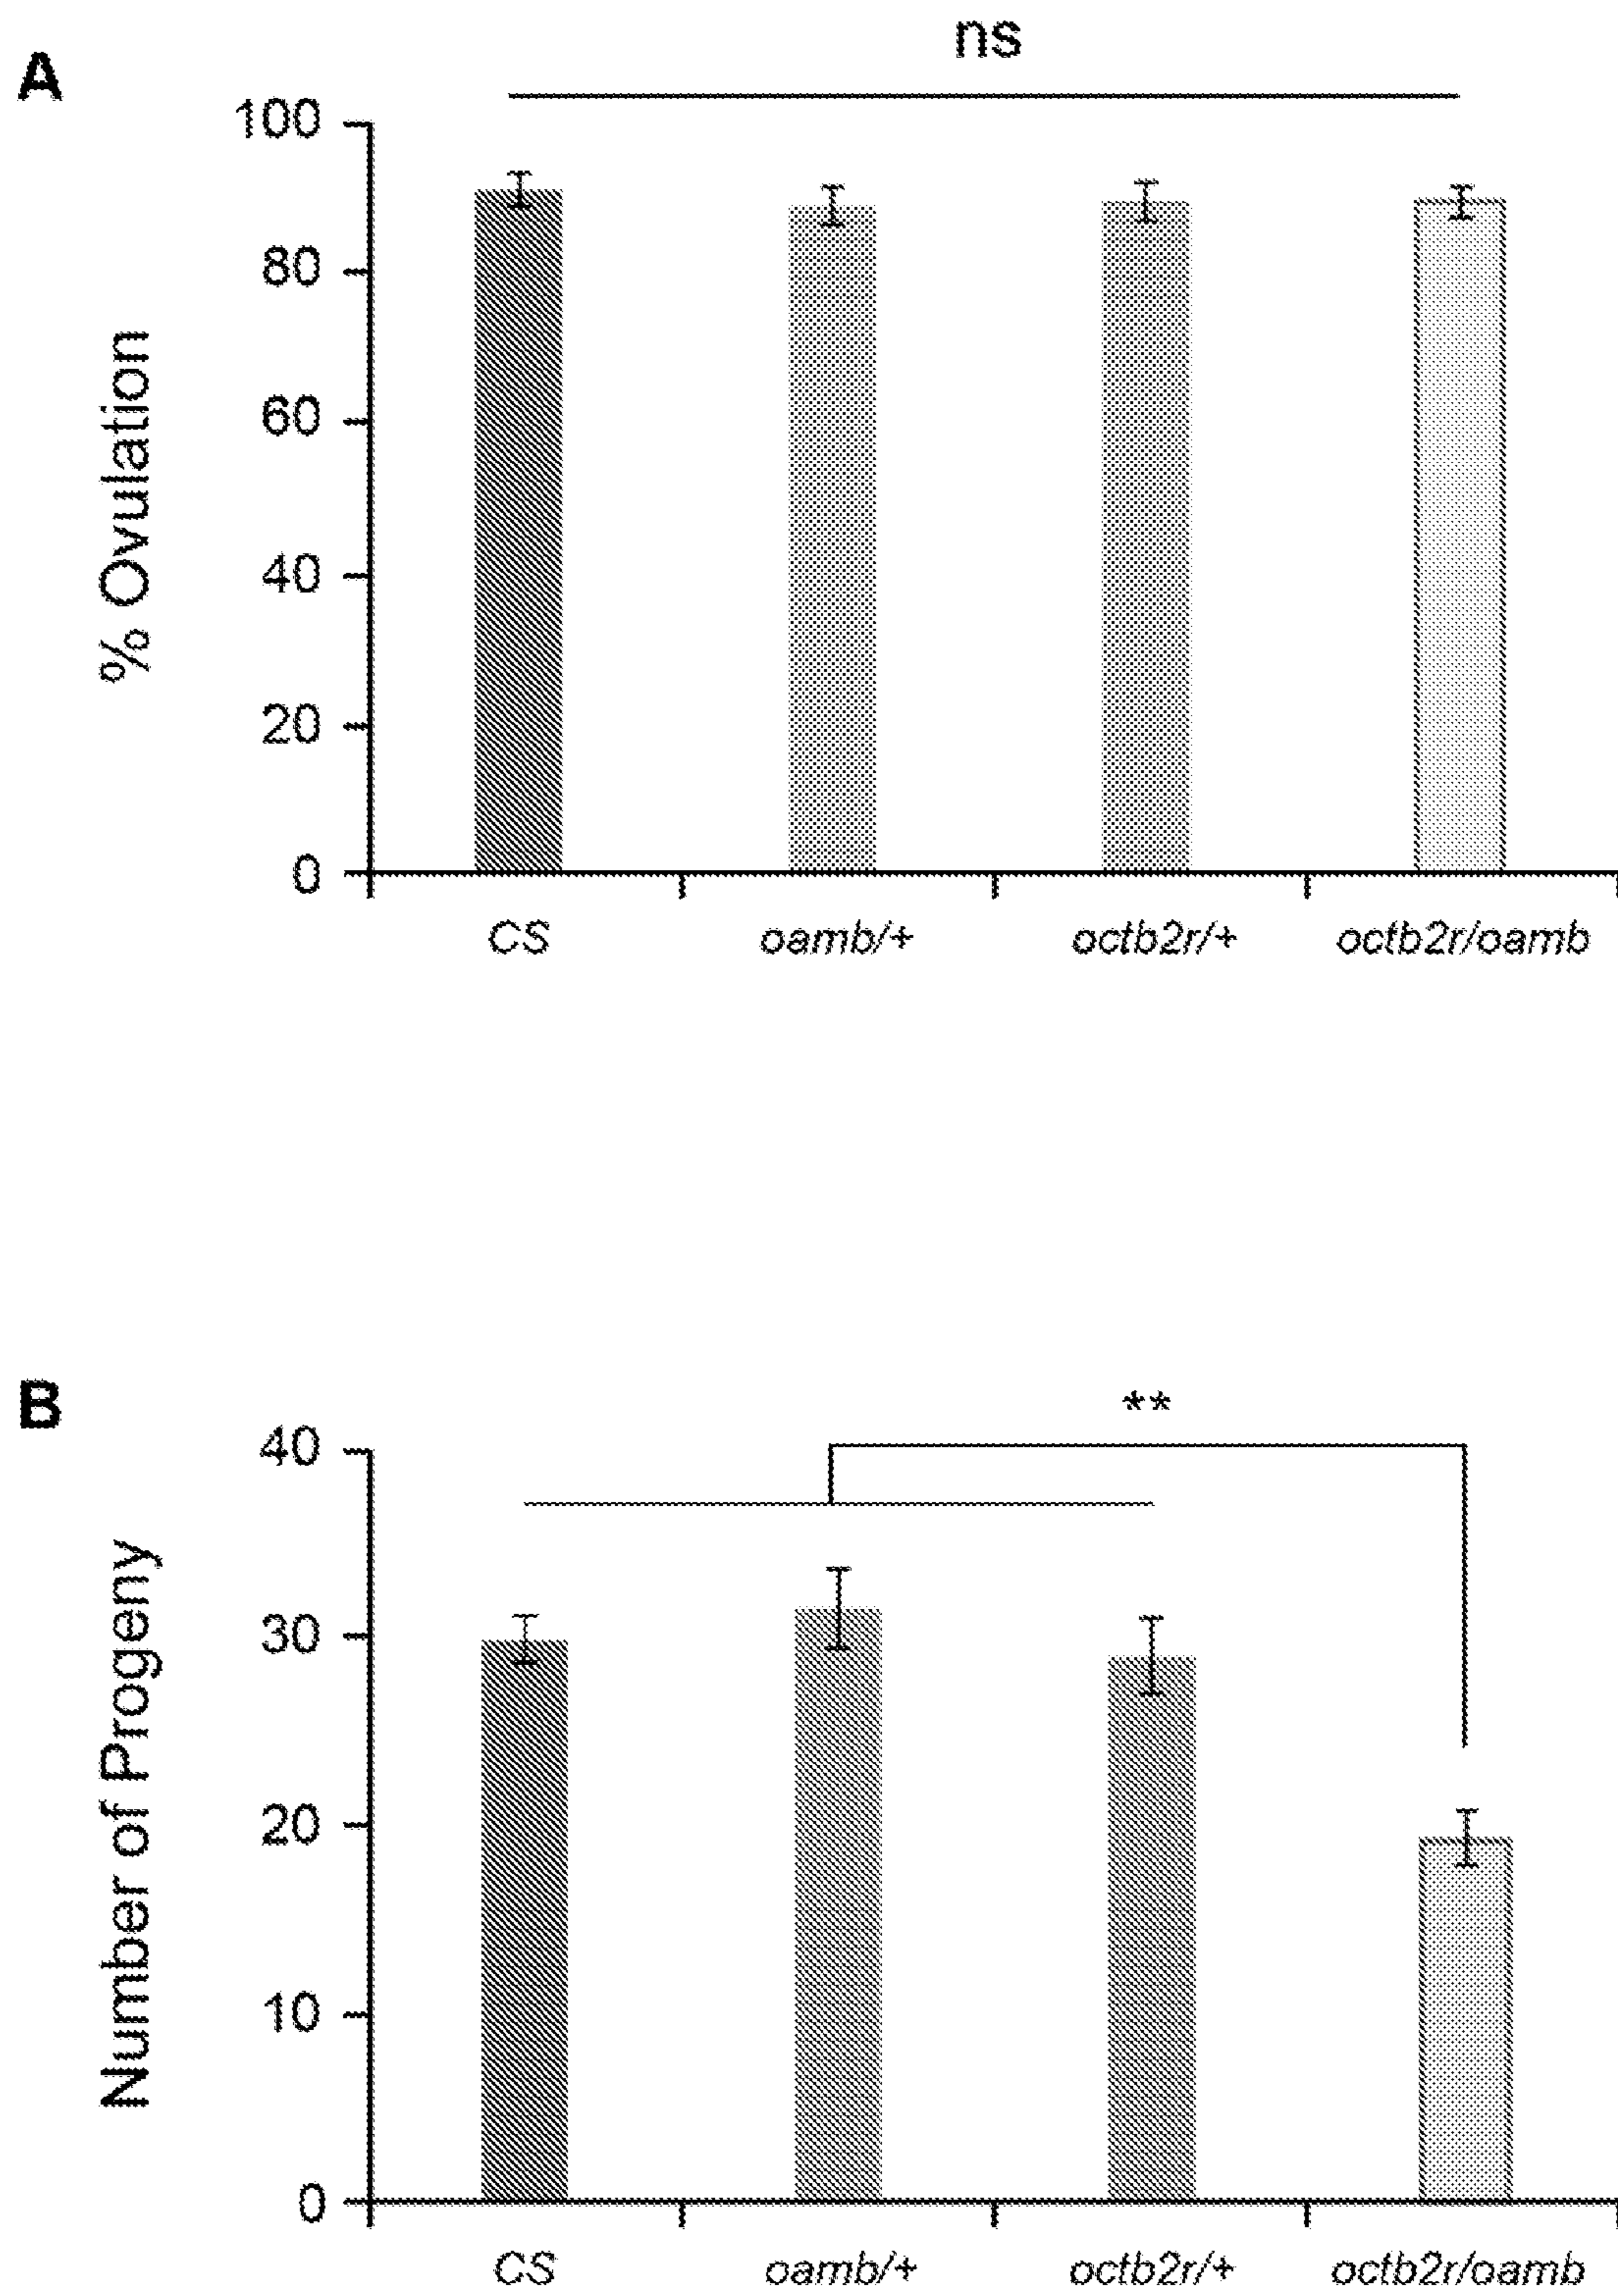 A
ns
100
80
60
40
20
0
% Ovulation
CS oamb/+ octb2r/+ octb2r/oamb
B
**
40
30
20
10
0
Number of Progeny
CS oamb/+ octb2r/+ octb2r/oamb